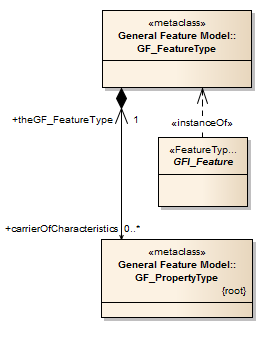 «metaclass»
General Feature Model::
GF_FeatureType
+theGF_FeatureType 1
«instanceOf»
«FeatureTyp...
GFI_Feature
+carrierOfCharacteristics 0..*
«metaclass»
General Feature Model::
GF_PropertyType
{root}